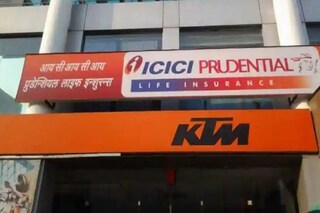 आय सी आय सी आय
प्रुडेन्शियल लाइफ इन्शुरन्स
ICICI PRUDENTIAL
LIFE INSURANCE
KTM